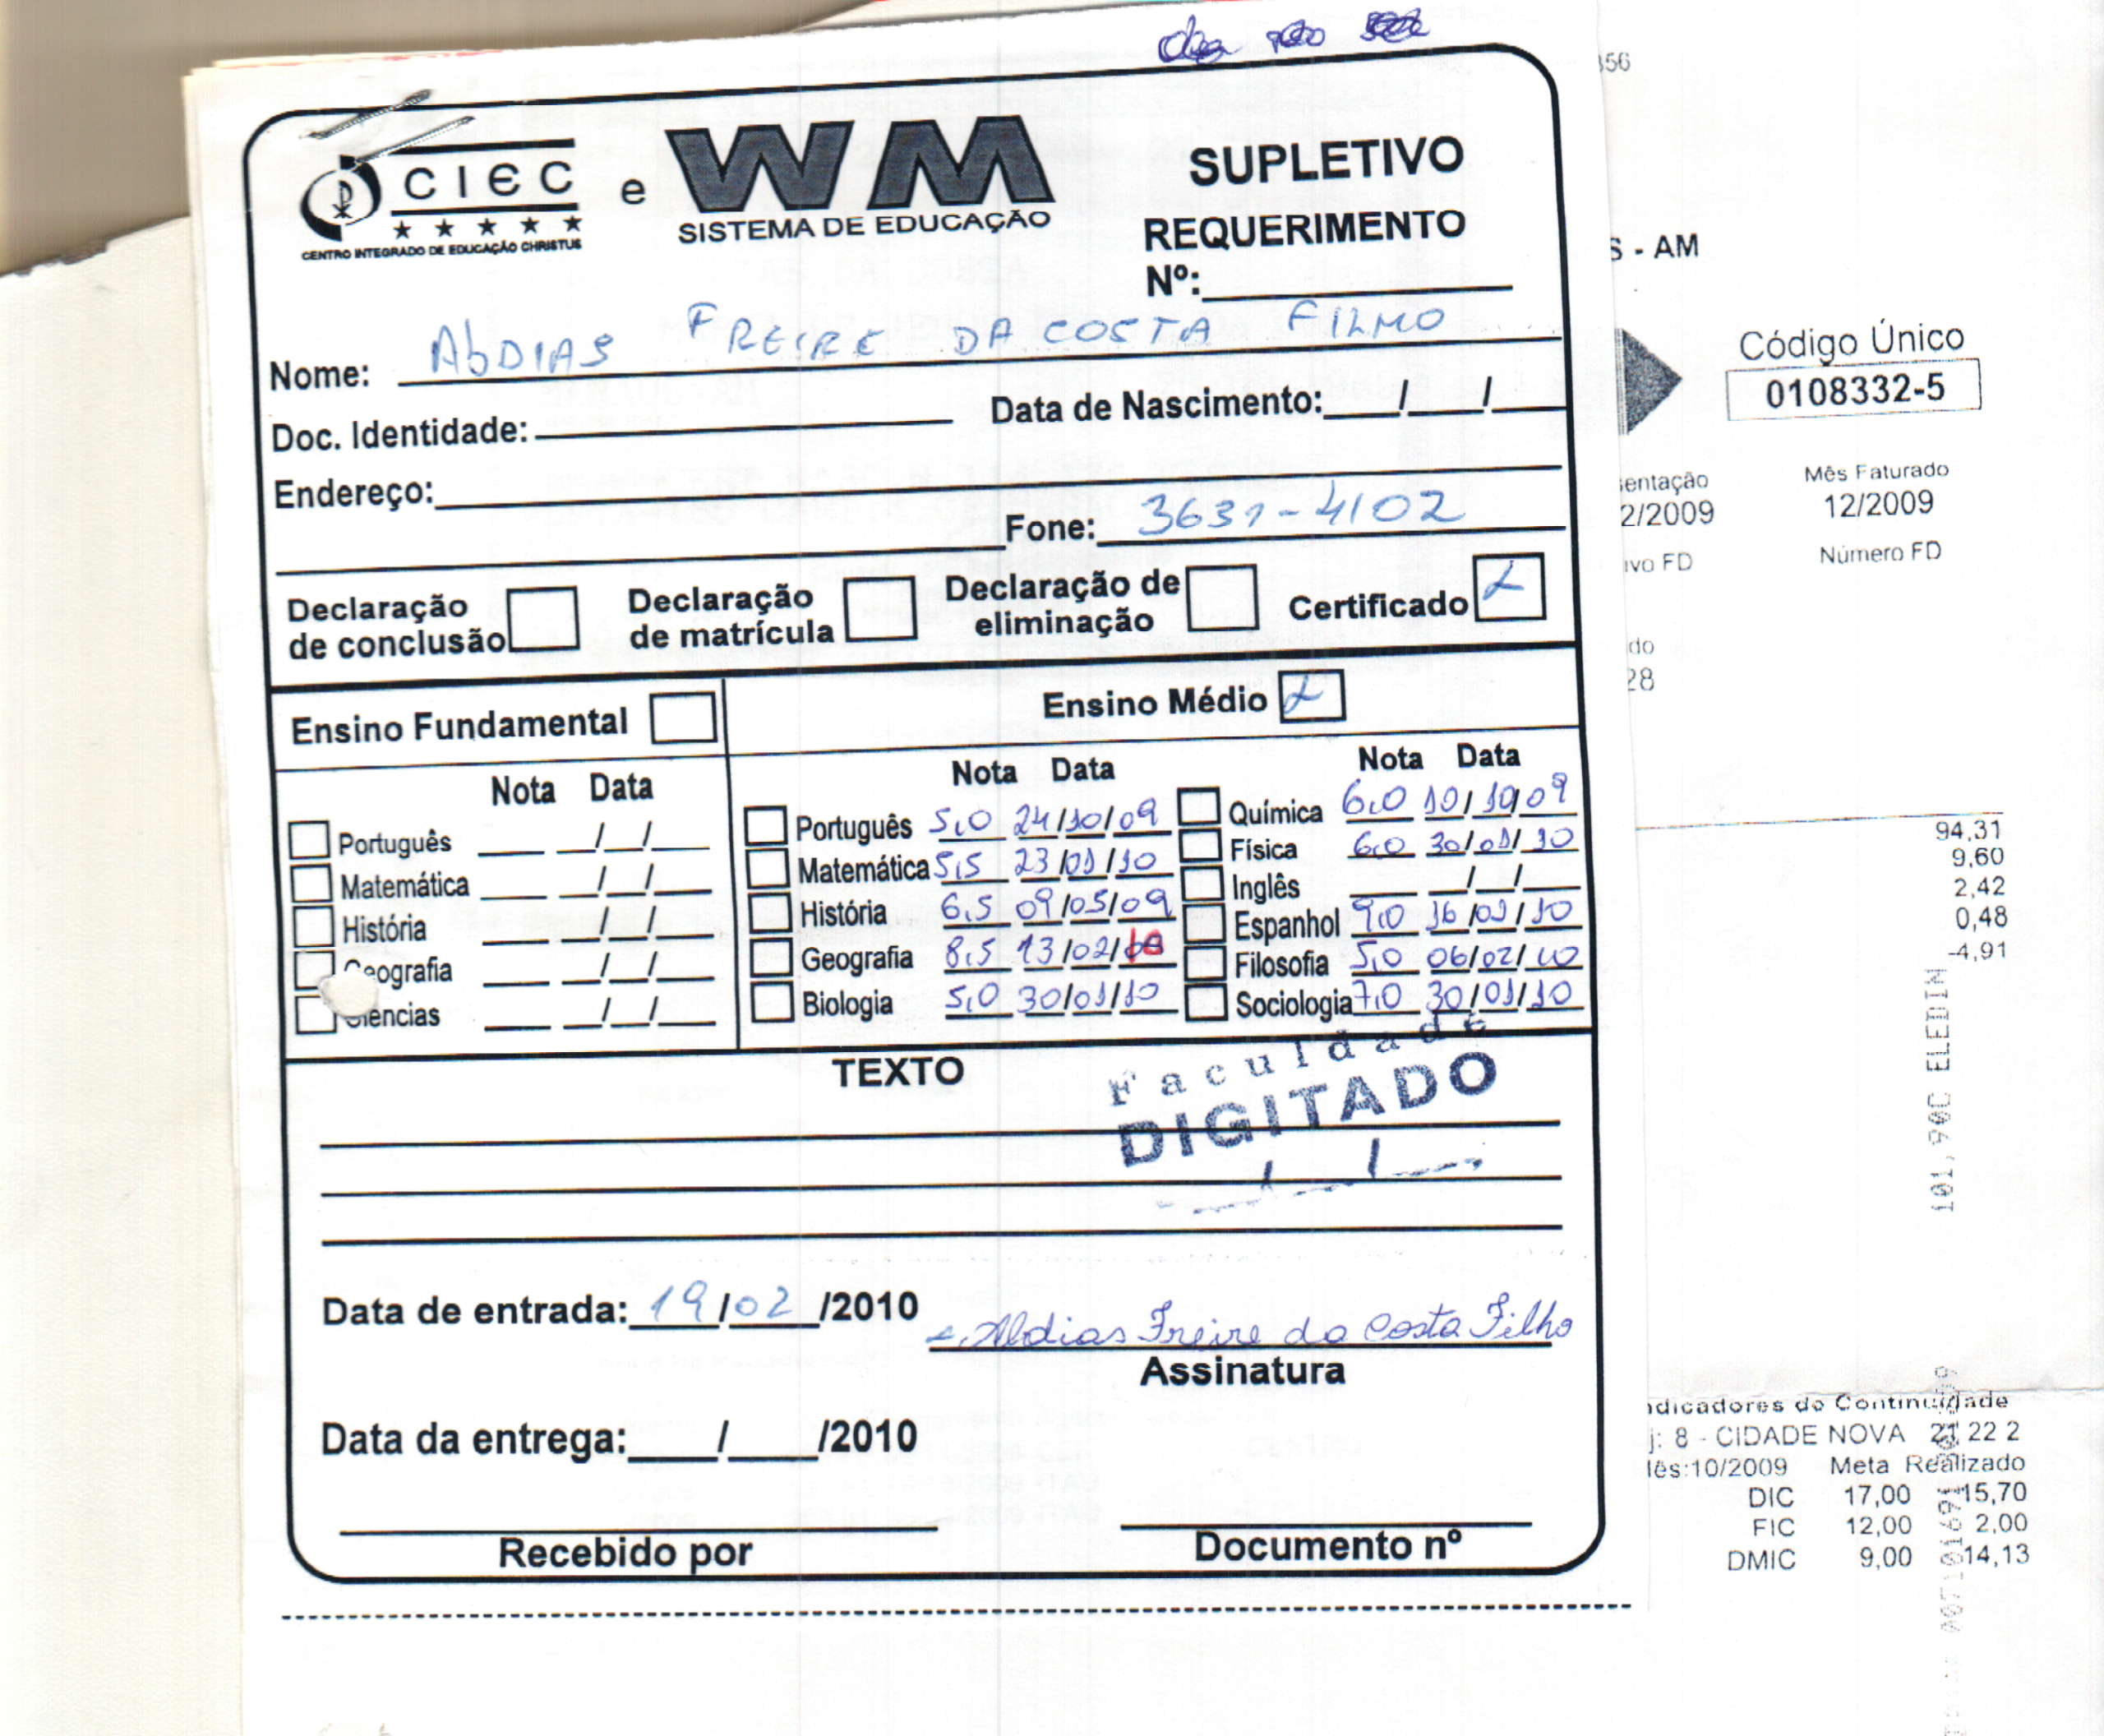 CIEC e WM SUPLETIVO
CENTRO INTEGRADO DE EDUCAÇÃO CHRISTUS
SISTEMA DE EDUCAÇÃO
REQUERIMENTO
Nº:
Nome: AbDIAS FREIRE DA COSTA FILHO
Doc. Identidade: Data de Nascimento: / /
Endereço:
Fone: 3631-4102
Declaração de conclusão
Declaração de matrícula
Declaração de eliminação
Certificado X
Ensino Fundamental
Nota Data
Português / /
Matemática / /
História / /
Geografia / /
Ciências / /
Ensino Médio X
Nota Data
Português 5,0 24/10/09
Matemática 5,5 23/01/10
História 6,5 09/05/09
Geografia 8,5 13/02/10
Biologia 5,0 30/01/10
Nota Data
Química 6,0 10/10/09
Física 6,0 30/01/10
Inglês / /
Espanhol 9,0 16/01/10
Filosofia 5,0 06/02/10
Sociologia 7,0 30/01/10
TEXTO
Faculdade
DIGITADO
Data de entrada: 19/02/2010
Abdias Freire da Costa Filho
Assinatura
Data da entrega: / /2010
Recebido por
Documento nº
356
S - AM
Código Único
0108332-5
sentação Mês Faturado
2/2009 12/2009
ivo FD Número FD
do
28
94,31
9,60
2,42
0,48
-4,91
101,90C ELEDIN
ndicadores de Continuidade
j: 8 - CIDADE NOVA 21 22 2
lês:10/2009 Meta Realizado
DIC 17,00 15,70
FIC 12,00 2,00
DMIC 9,00 14,13